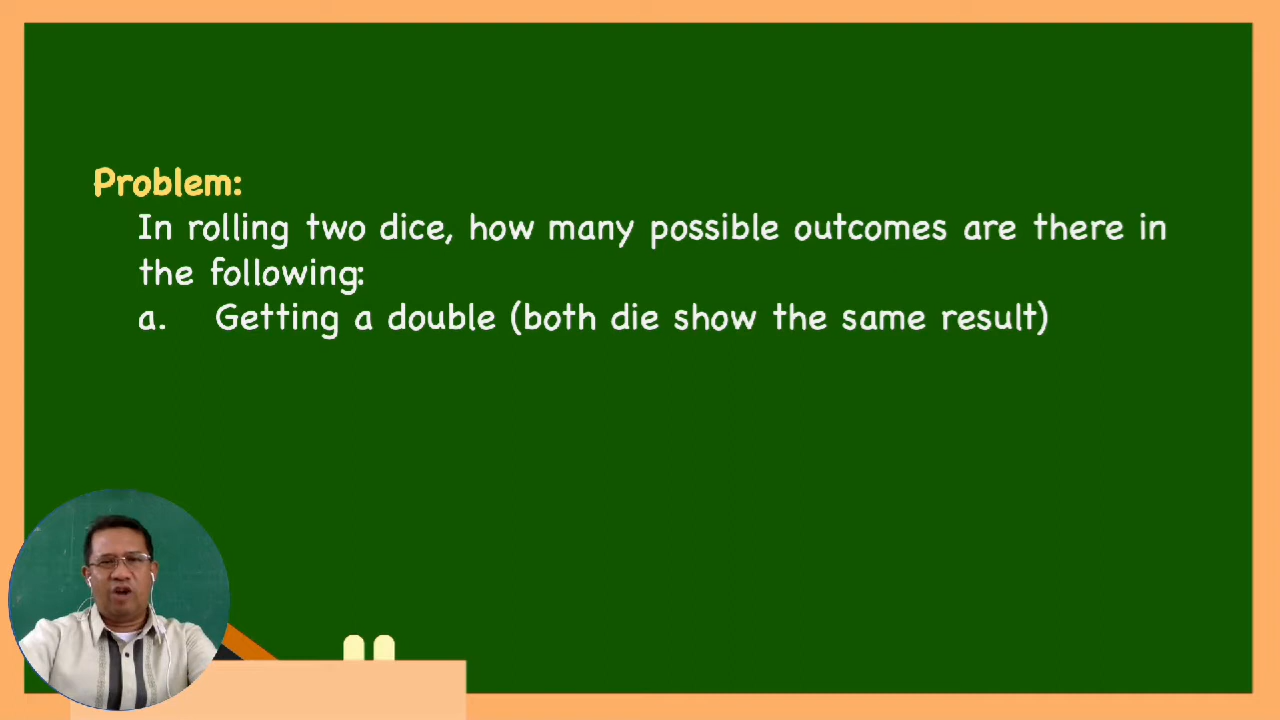 Problem:
In rolling two dice, how many possible outcomes are there in
the following:
a. Getting a double (both die show the same result)